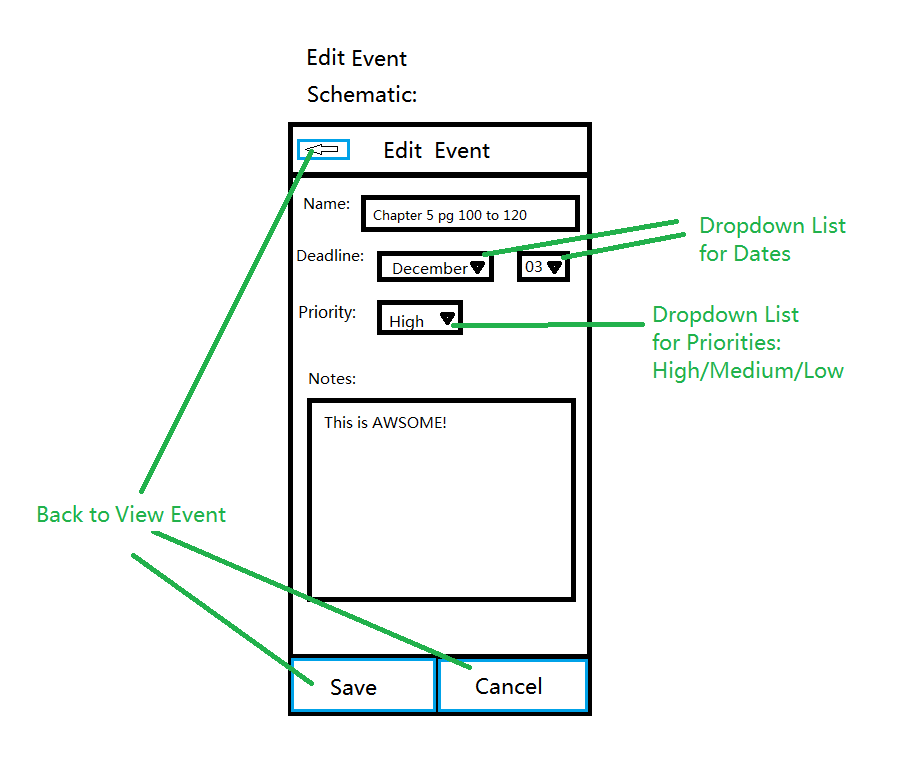 Edit Event
Schematic:
Edit Event
Name:
Chapter 5 pg 100 to 120
Deadline:
December
03
Dropdown List
for Dates
Priority:
High
Dropdown List
for Priorities:
High/Medium/Low
Notes:
This is AWSOME!
Back to View Event
Save
Cancel